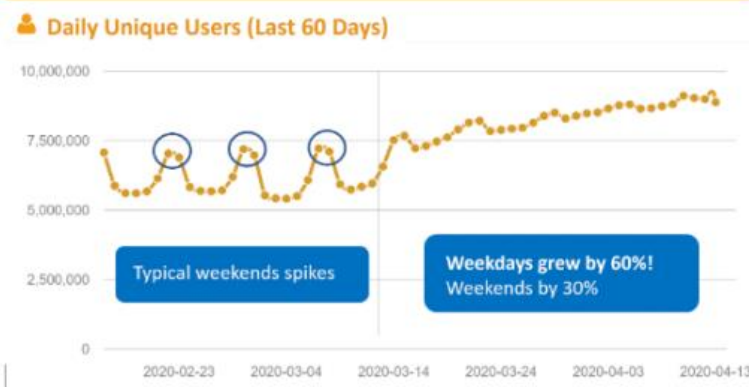 Daily Unique Users (Last 60 Days)
10,000,000
7,500,000
5,000,000
2,500,000
0
Typical weekends spikes
Weekdays grew by 60%!
Weekends by 30%
2020-02-23 2020-03-04 2020-03-14 2020-03-24 2020-04-03 2020-04-13